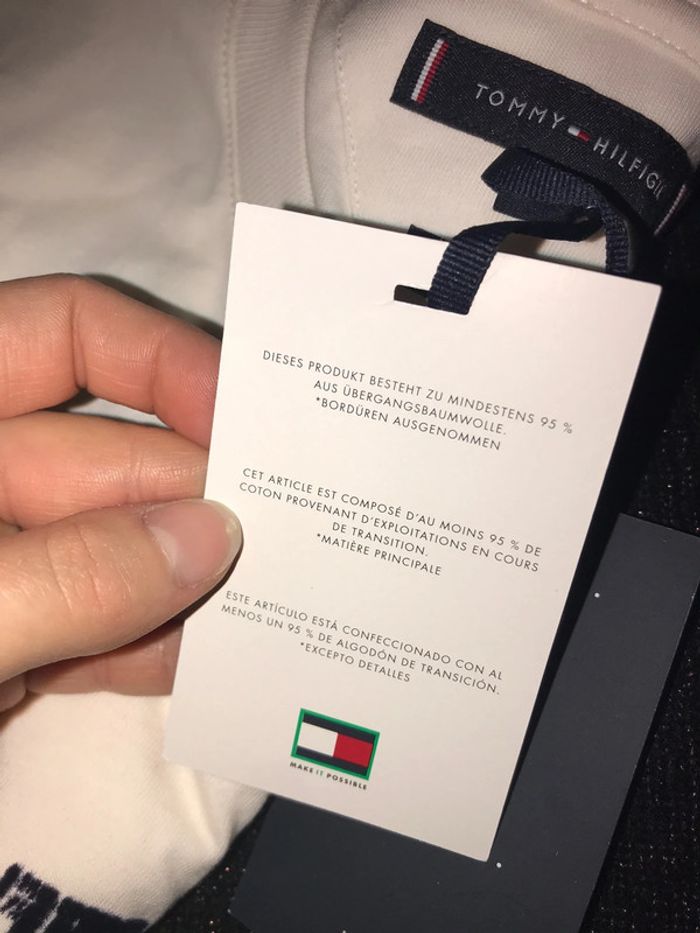 TOMMY HILFIGER
DIESES PRODUKT BESTEHT ZU MINDESTENS 95 %
AUS ÜBERGANGSBAUMWOLLE.
*BORDÜREN AUSGENOMMEN
CET ARTICLE EST COMPOSÉ D'AU MOINS 95 % DE
COTON PROVENANT D'EXPLOITATIONS EN COURS
DE TRANSITION.
*MATIÈRE PRINCIPALE
ESTE ARTÍCULO ESTÁ CONFECCIONADO CON AL
MENOS UN 95 % DE ALGODÓN DE TRANSICIÓN.
*EXCEPTO DETALLES
MAKE IT POSSIBLE